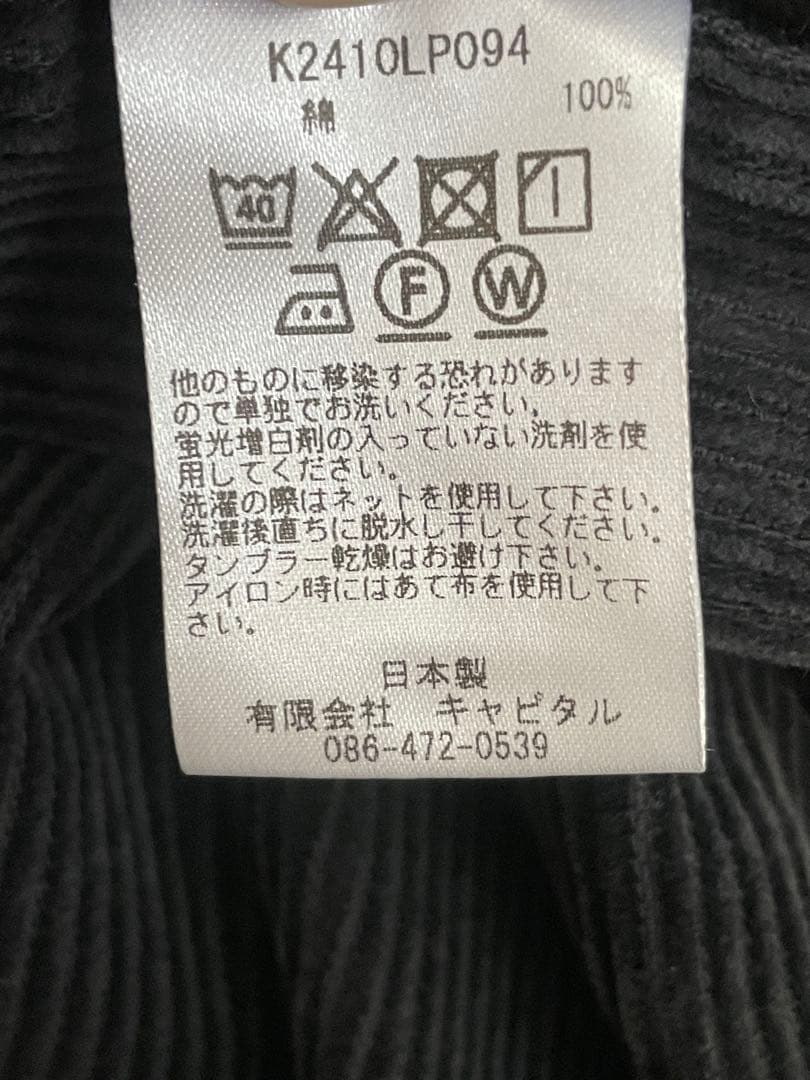 K2410LP094
綿 100%
40
F W
他のものに移染する恐れがあります
ので単独でお洗いください。
蛍光増白剤の入っていない洗剤を使
用してください。
洗濯の際はネットを使用して下さい。
洗濯後直ちに脱水し干してください。
タンブラー乾燥はお避け下さい。
アイロン時にはあて布を使用して下
さい。
日本製
有限会社 キャピタル
086-472-0539